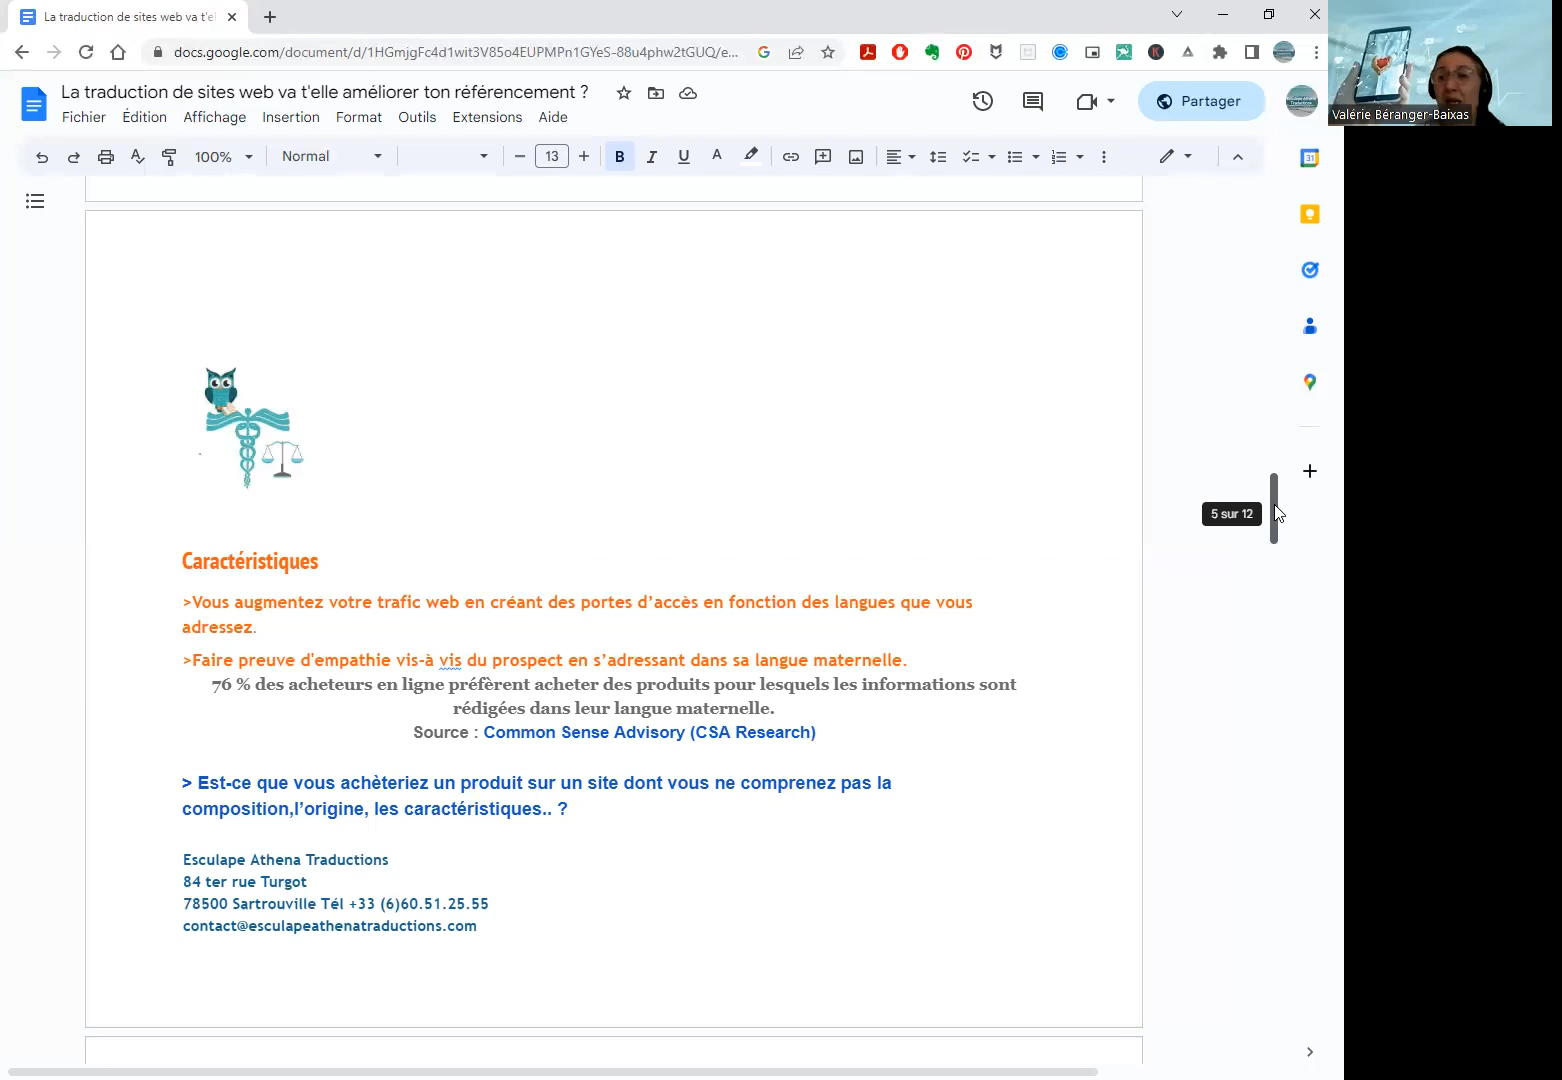 La traduction de sites web va t'el
docs.google.com/document/d/1HGmjgFc4d1wit3V85o4EUPMPn1GYeS-88u4phw2tGUQ/e...
La traduction de sites web va t'elle améliorer ton référencement ?
Partager
Valérie Béranger-Baixas
Fichier Édition Affichage Insertion Format Outils Extensions Aide
100% Normal 13 B I U A
31
5 sur 12
Caractéristiques
>Vous augmentez votre trafic web en créant des portes d’accès en fonction des langues que vous
adressez.
>Faire preuve d'empathie vis-à vis du prospect en s’adressant dans sa langue maternelle.
76 % des acheteurs en ligne préfèrent acheter des produits pour lesquels les informations sont
rédigées dans leur langue maternelle.
Source : Common Sense Advisory (CSA Research)
> Est-ce que vous achèteriez un produit sur un site dont vous ne comprenez pas la
composition,l’origine, les caractéristiques.. ?
Esculape Athena Traductions
84 ter rue Turgot
78500 Sartrouville Tél +33 (6)60.51.25.55
contact@esculapeathenatraductions.com